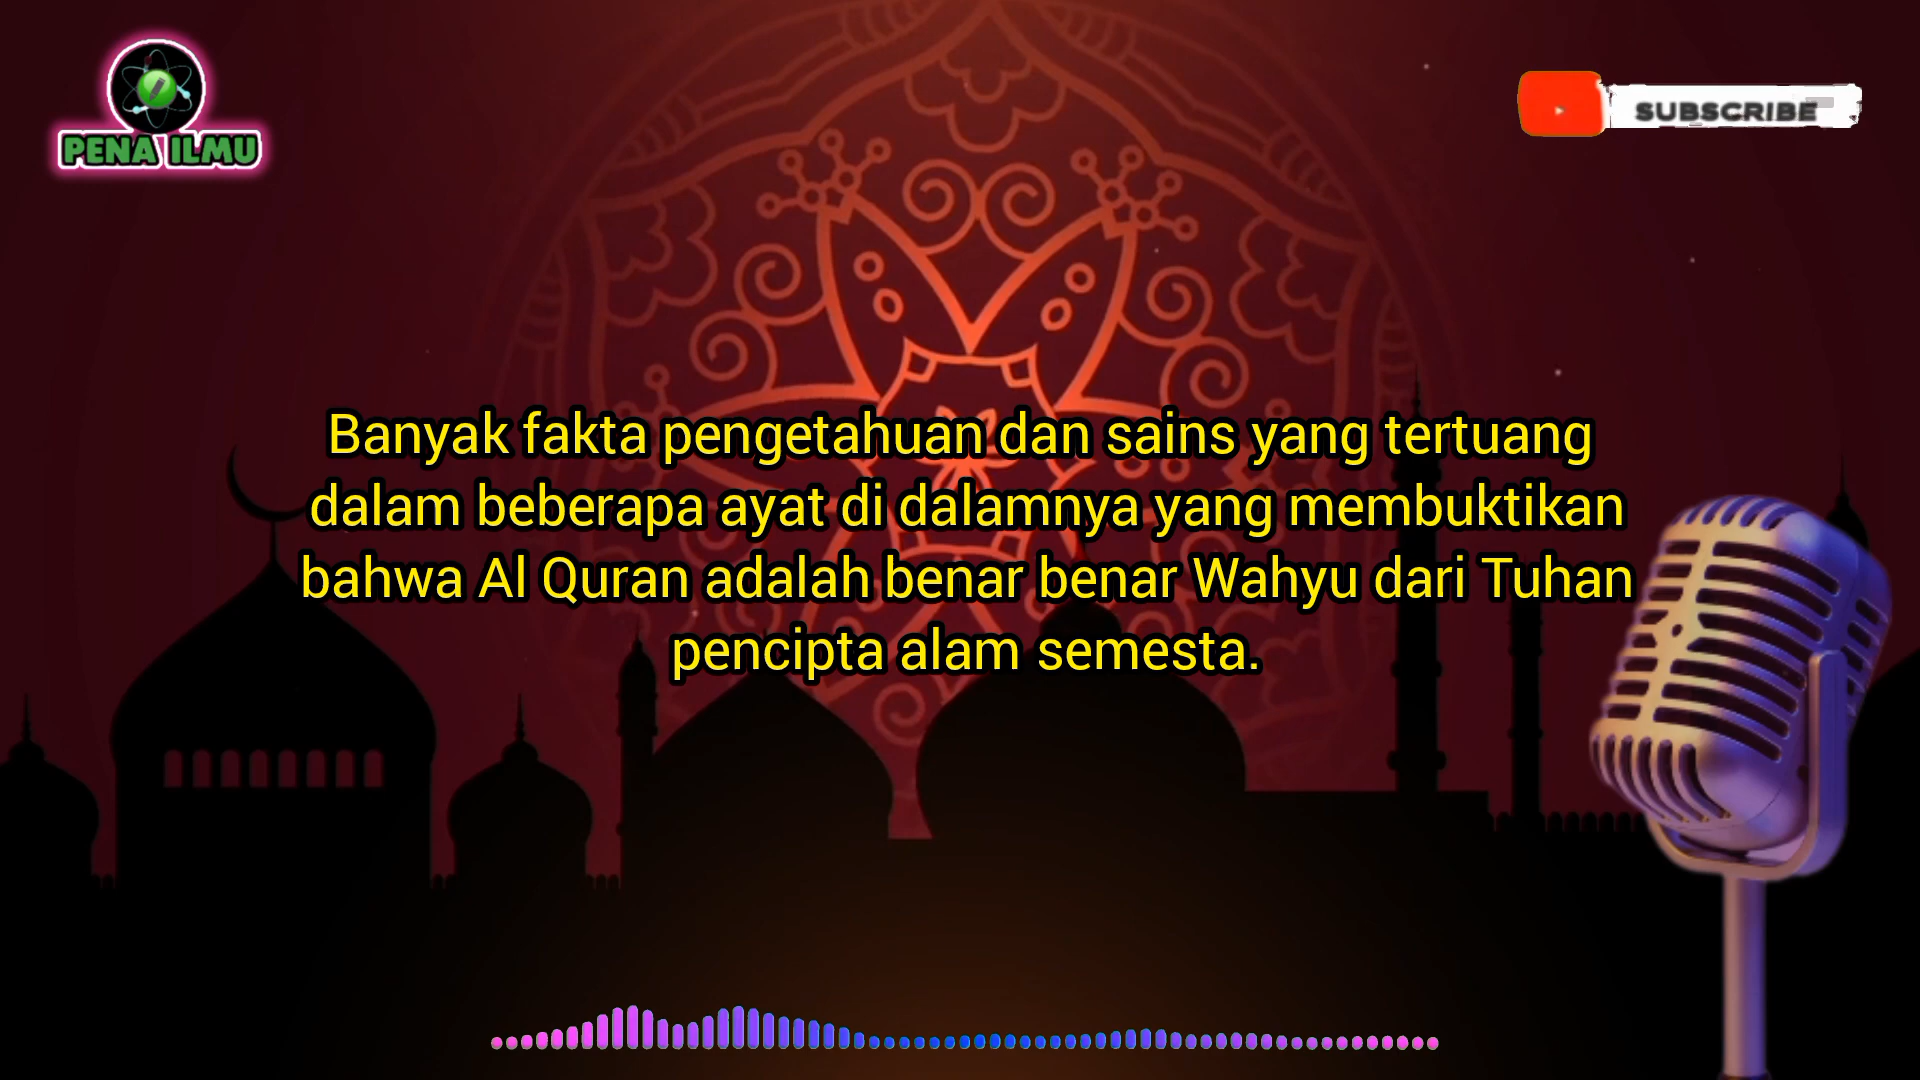 PENA ILMU
SUBSCRIBE
Banyak fakta pengetahuan dan sains yang tertuang
dalam beberapa ayat di dalamnya yang membuktikan
bahwa Al Quran adalah benar benar Wahyu dari Tuhan
pencipta alam semesta.